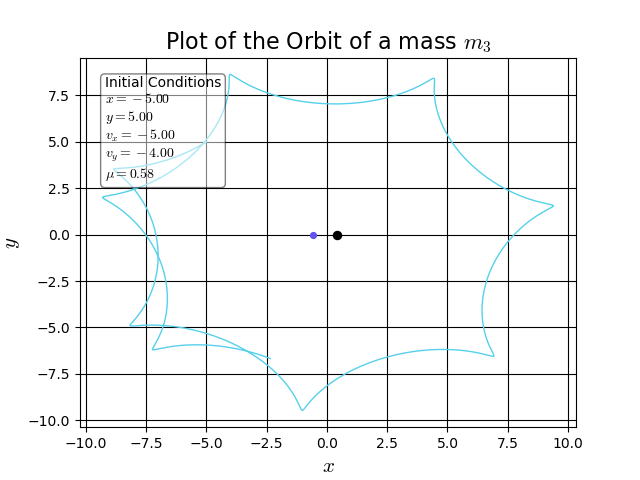 Plot of the Orbit of a mass m₃
Initial Conditions
x = −5.00
y = 5.00
vₓ = −5.00
v_y = −4.00
μ = 0.58
7.5
5.0
2.5
0.0
−2.5
−5.0
−7.5
−10.0
y
−10.0 −7.5 −5.0 −2.5 0.0 2.5 5.0 7.5 10.0
x